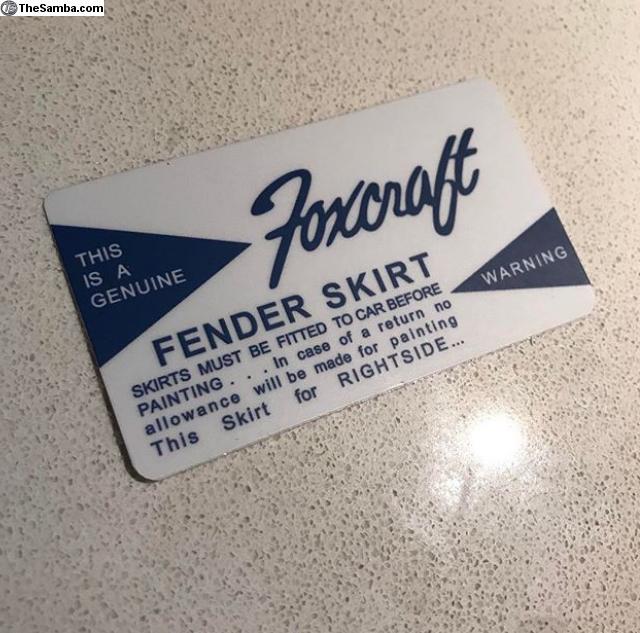 TheSamba.com
Foxcraft
THIS
IS A
GENUINE
WARNING
FENDER SKIRT
SKIRTS MUST BE FITTED TO CAR BEFORE
PAINTING . . . In case of a return no
allowance will be made for painting
This Skirt for RIGHTSIDE...